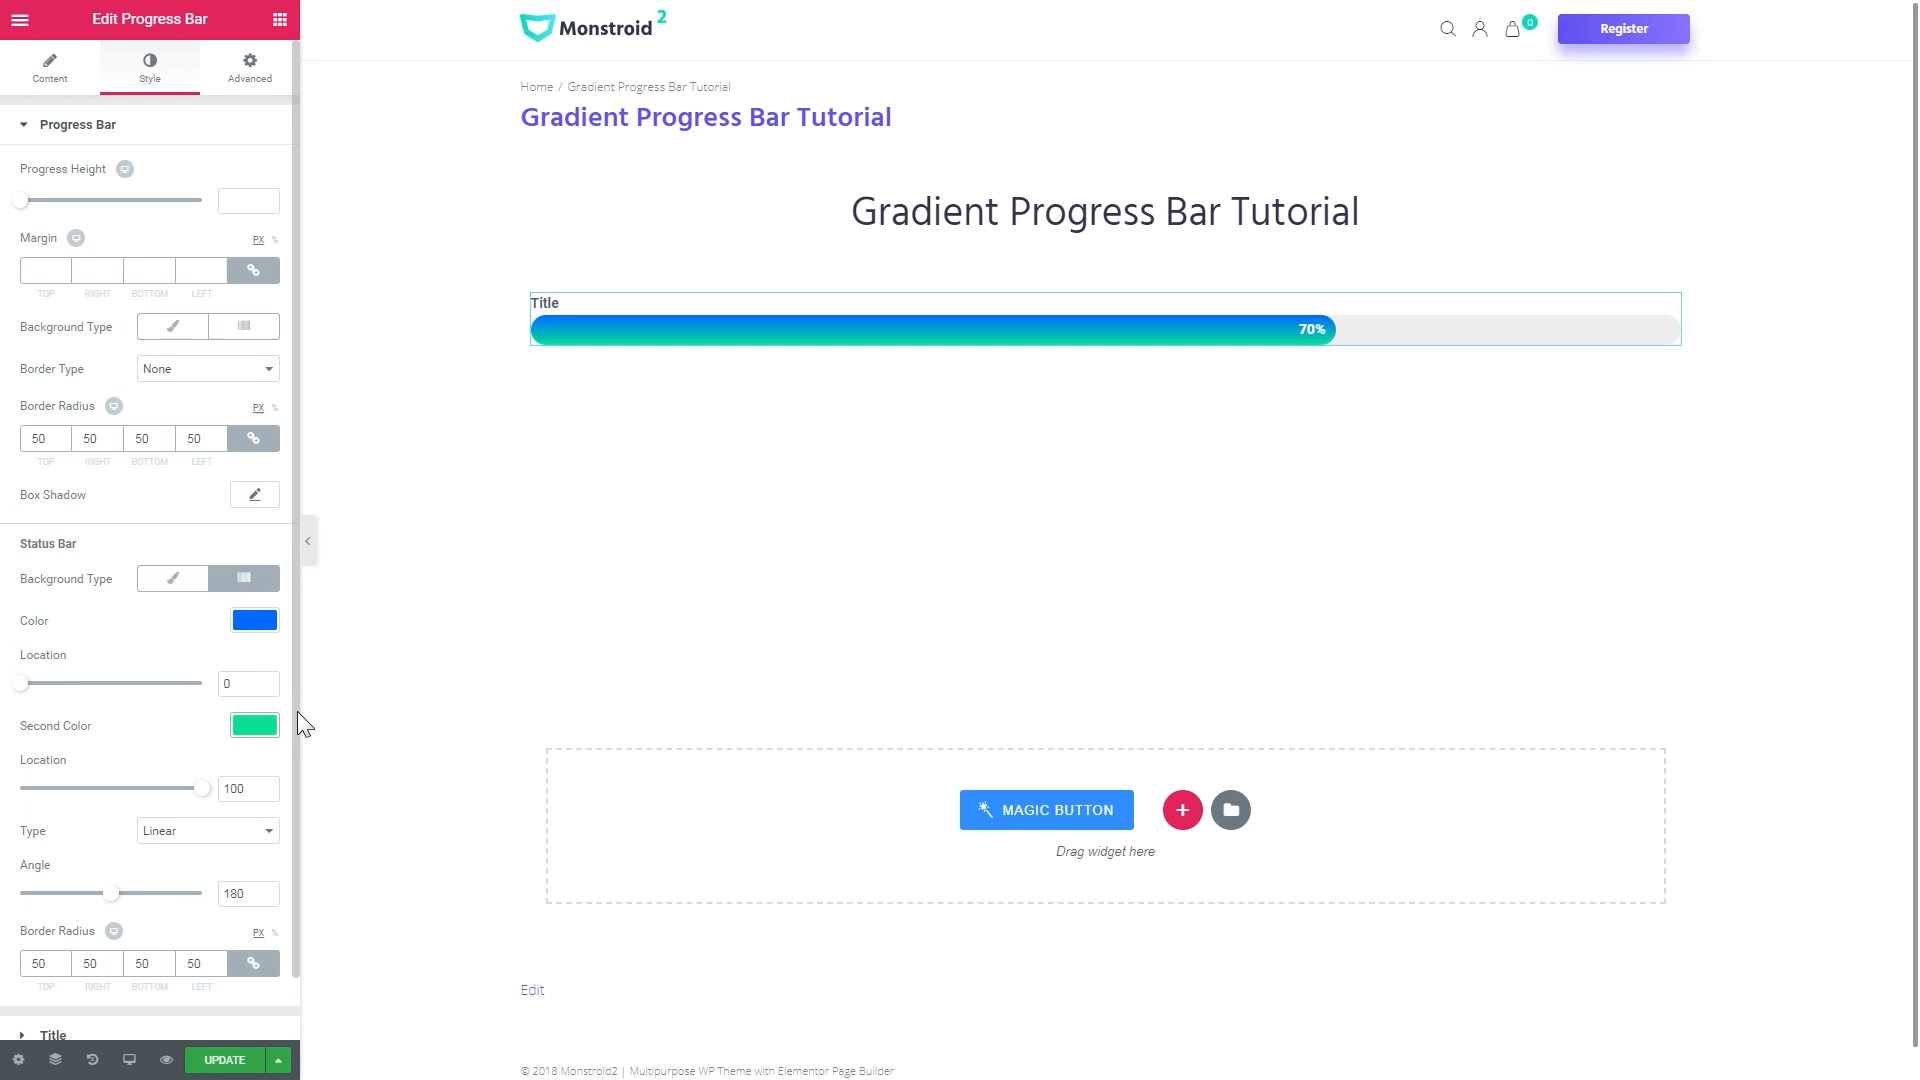 Edit Progress Bar
Content
Style
Advanced
Progress Bar
Progress Height
Margin
PX %
TOP RIGHT BOTTOM LEFT
Background Type
Border Type
None
Border Radius
PX %
50 50 50 50
TOP RIGHT BOTTOM LEFT
Box Shadow
Status Bar
Background Type
Color
Location
0
Second Color
Location
100
Type
Linear
Angle
180
Border Radius
PX %
50 50 50 50
TOP RIGHT BOTTOM LEFT
Title
UPDATE
Monstroid 2
0
Register
Home / Gradient Progress Bar Tutorial
Gradient Progress Bar Tutorial
Gradient Progress Bar Tutorial
Title
70%
MAGIC BUTTON
Drag widget here
Edit
© 2018 Monstroid2 | Multipurpose WP Theme with Elementor Page Builder